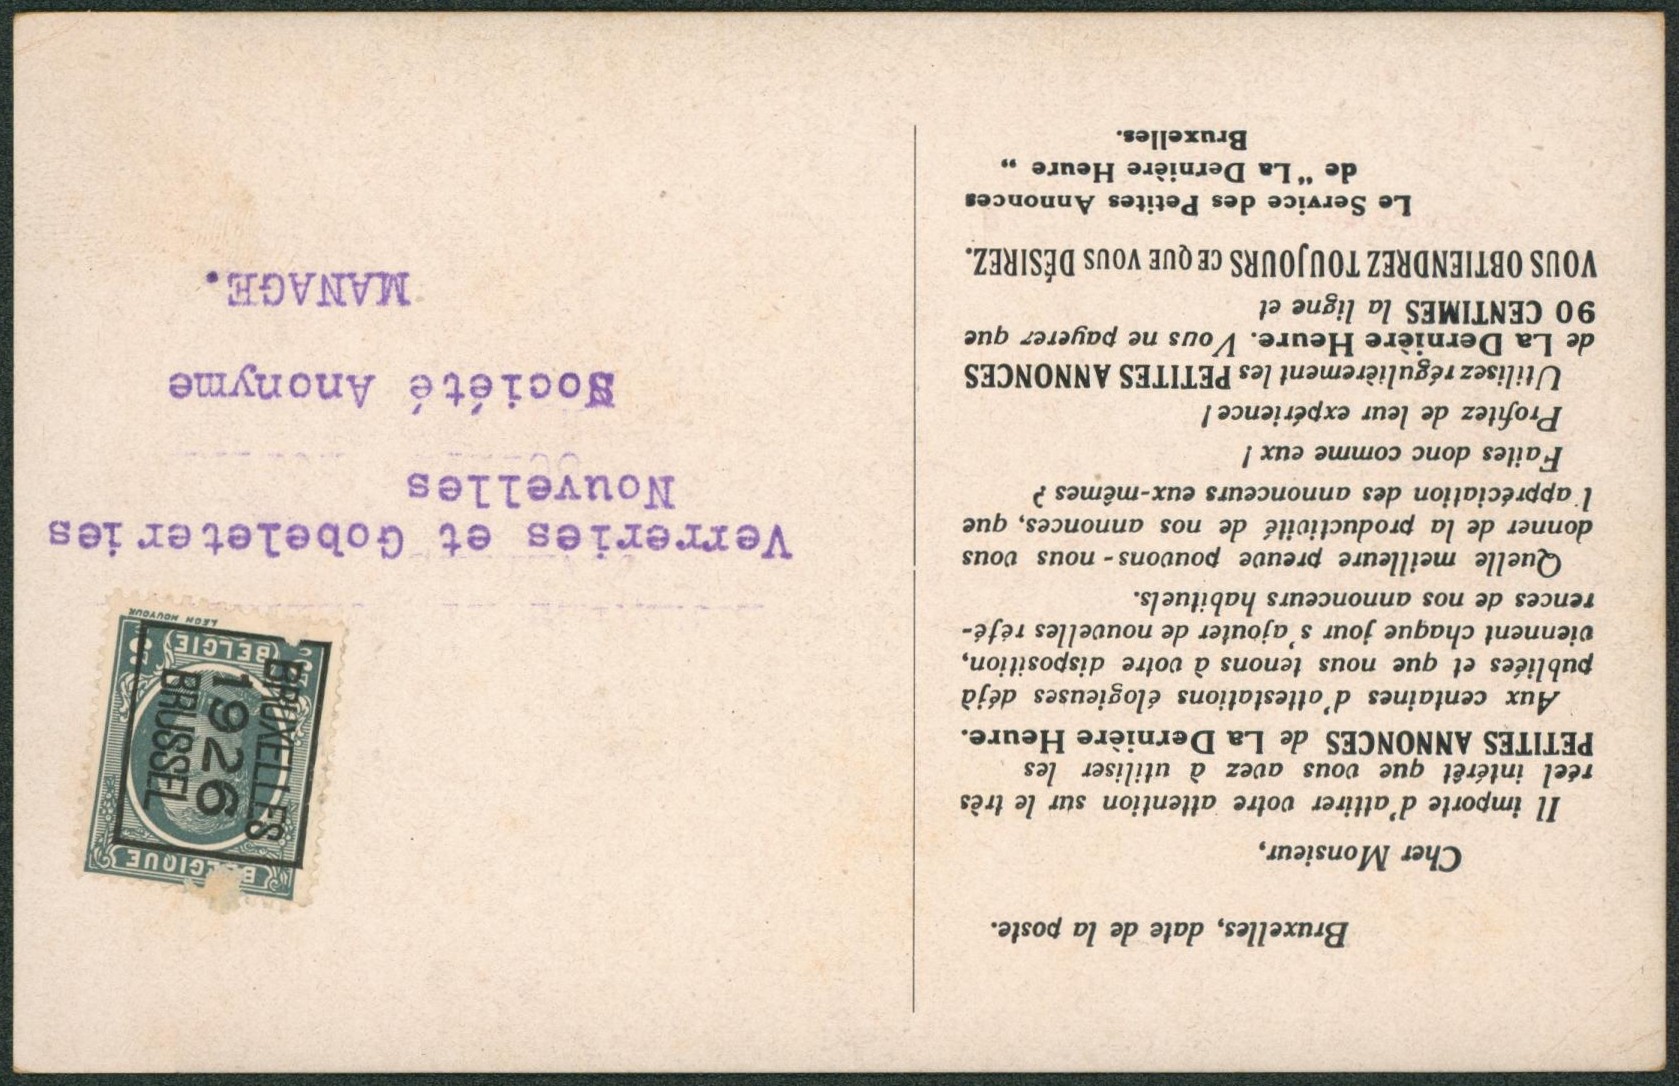 Bruxelles, date de la poste.
Cher Monsieur,
Il importe d'attirer votre attention sur le très
réel intérêt que vous avez à utiliser les
PETITES ANNONCES de La Dernière Heure.
Aux centaines d'attestations élogieuses déjà
publiées et que nous tenons à votre disposition,
viennent chaque jour s'ajouter de nouvelles réfé-
rences de nos annonceurs habituels.
Quelle meilleure preuve pouvons-nous vous
donner de la productivité de nos annonces, que
l'appréciation des annonceurs eux-mêmes ?
Faites donc comme eux !
Profitez de leur expérience !
Utilisez régulièrement les PETITES ANNONCES
de La Dernière Heure. Vous ne payerez que
90 CENTIMES la ligne et
VOUS OBTIENDREZ TOUJOURS CE QUE VOUS DÉSIREZ.
Le Service des Petites Annonces
de "La Dernière Heure „
Bruxelles.
BELGIQUE
BRUXELLES
1926
BRUSSEL
BELGIË
Verreries et Gobeleteries
Nouvelles
Société Anonyme
MANAGE.